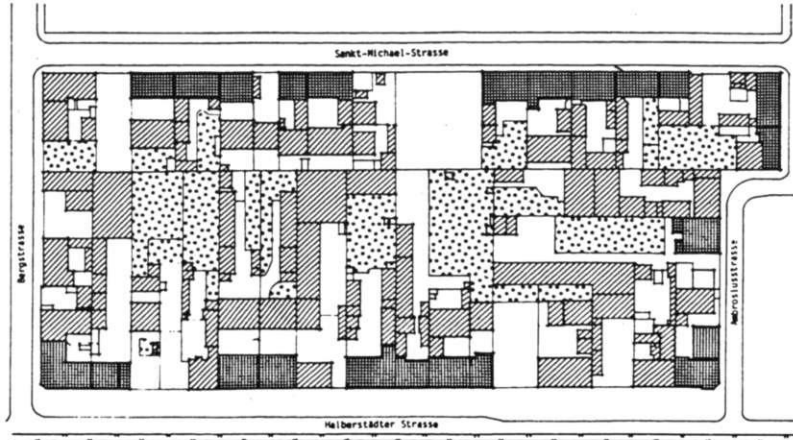 Sankt-Michael-Strasse
Bergstrasse
Ambrosiusstrasse
Halberstädter Strasse